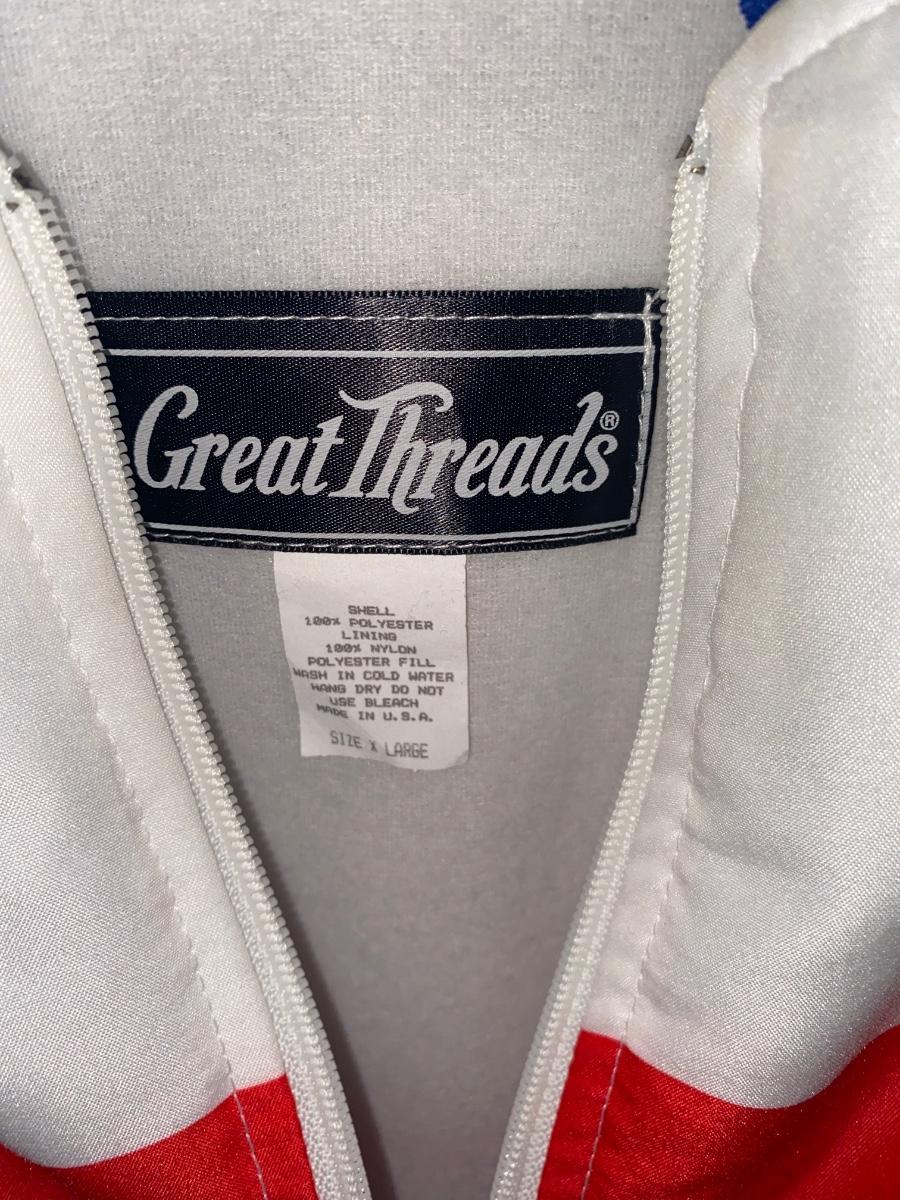 Great Threads®
SHELL
100% POLYESTER
LINING
100% NYLON
POLYESTER FILL
WASH IN COLD WATER
HANG DRY DO NOT
USE BLEACH
MADE IN U.S.A.
SIZE X LARGE